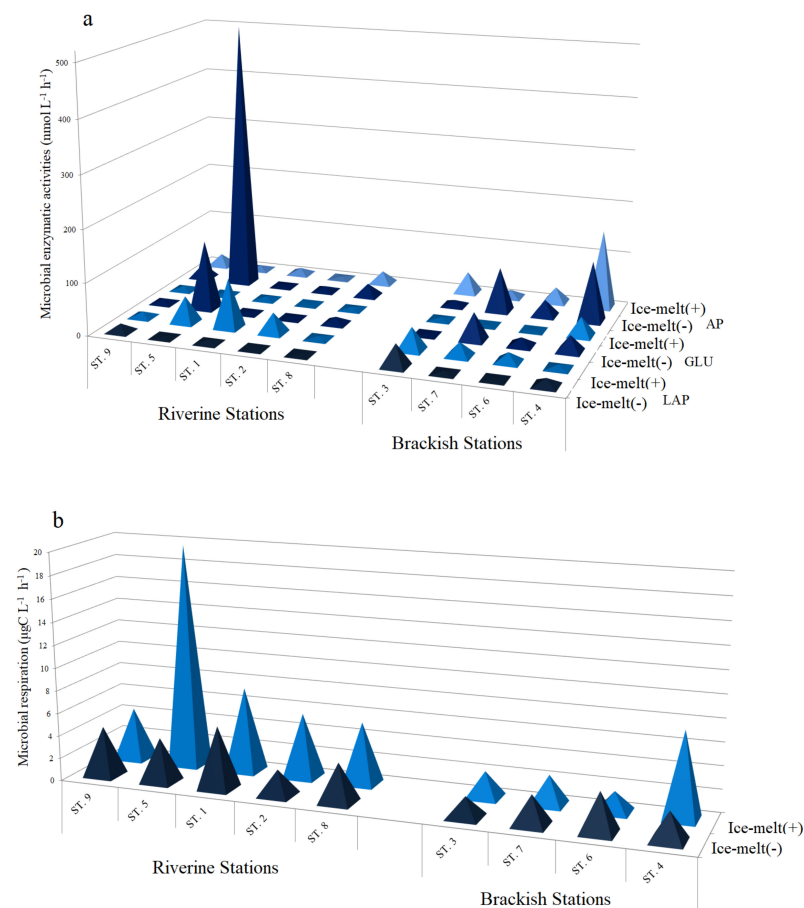 a
Microbial enzymatic activities (nmol L⁻¹ h⁻¹)
500
400
300
200
100
0
ST. 9
ST. 5
ST. 1
ST. 2
ST. 8
ST. 3
ST. 7
ST. 6
ST. 4
Riverine Stations
Brackish Stations
Ice-melt(+)
Ice-melt(-) AP
Ice-melt(+)
Ice-melt(-) GLU
Ice-melt(+)
Ice-melt(-) LAP
b
Microbial respiration (µgC L⁻¹ h⁻¹)
20
18
16
14
12
10
8
6
4
2
0
ST. 9
ST. 5
ST. 1
ST. 2
ST. 8
ST. 3
ST. 7
ST. 6
ST. 4
Riverine Stations
Brackish Stations
Ice-melt(+)
Ice-melt(-)